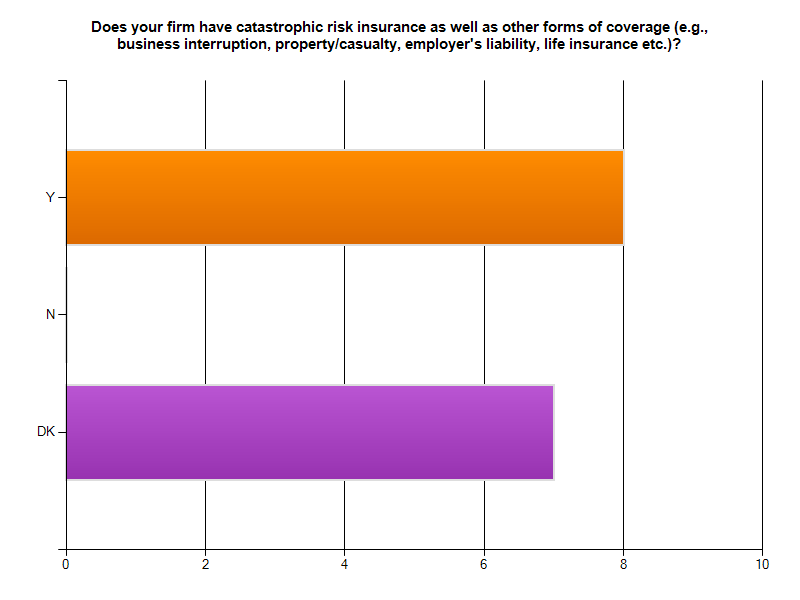 Does your firm have catastrophic risk insurance as well as other forms of coverage (e.g.,
business interruption, property/casualty, employer's liability, life insurance etc.)?
Y
N
DK
0 2 4 6 8 10